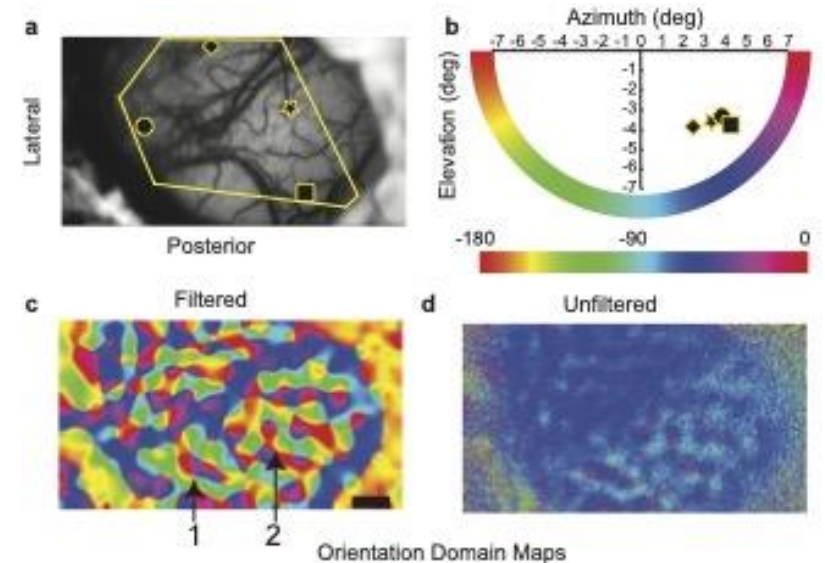 a
Lateral
Posterior
b
Azimuth (deg)
-7 -6 -5 -4 -3 -2 -1 0 1 2 3 4 5 6 7
Elevation (deg)
-1
-2
-3
-4
-5
-6
-7
-180 -90 0
c
Filtered
1 2
d
Unfiltered
Orientation Domain Maps